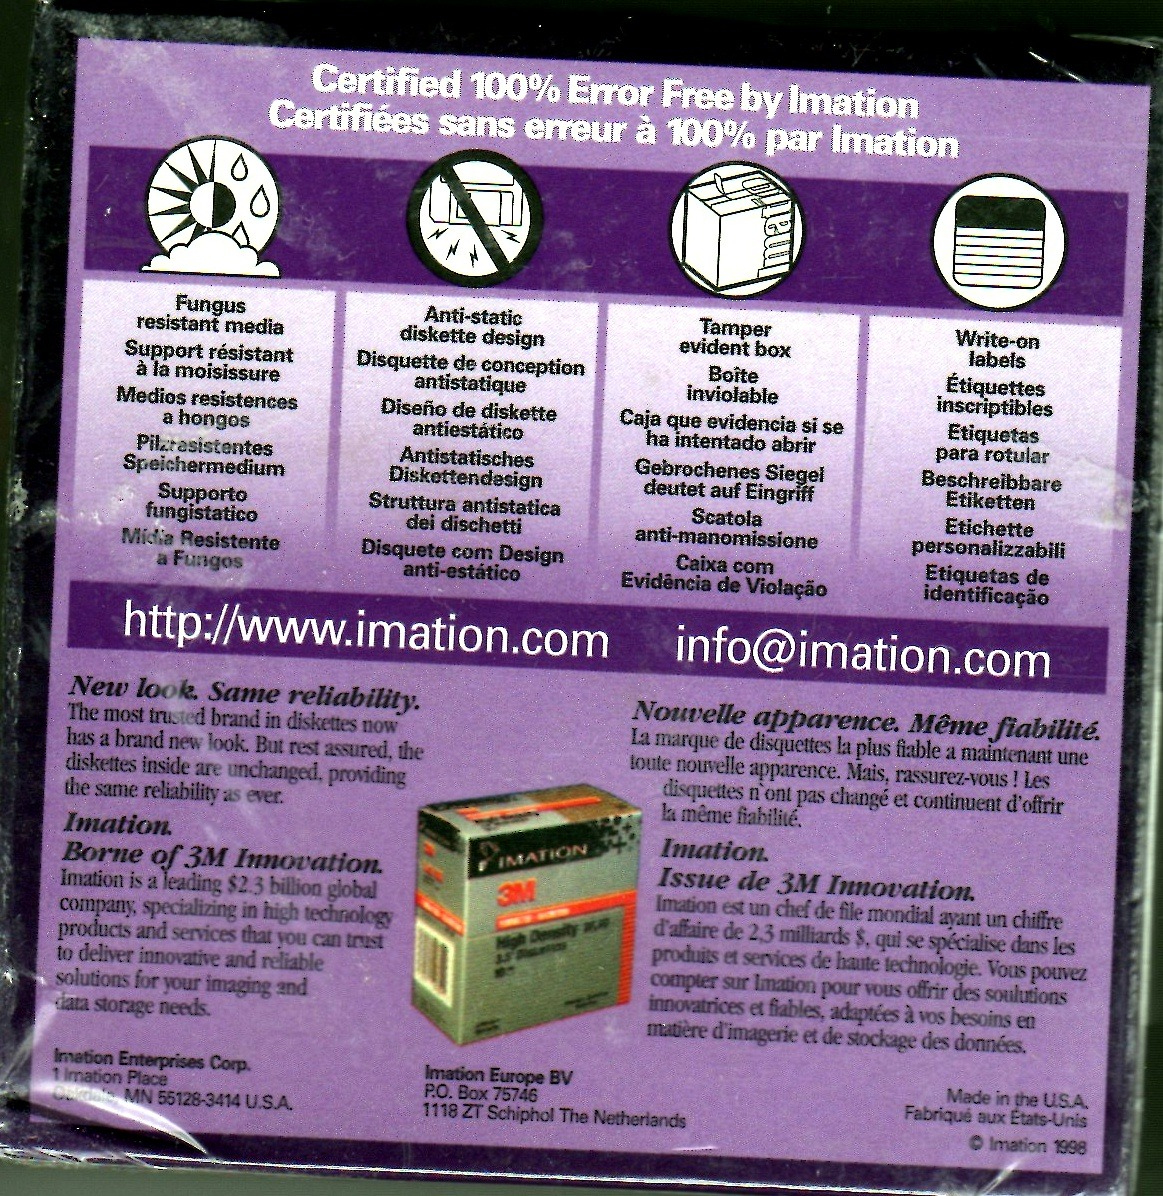 Certified 100% Error Free by Imation
Certifiées sans erreur à 100% par Imation
Fungus
resistant media
Support résistant
à la moisissure
Medios resistences
a hongos
Pilzrasistentes
Speichermedium
Supporto
fungistatico
Mídia Resistente
a Fungos
Anti-static
diskette design
Disquette de conception
antistatique
Diseño de diskette
antiestático
Antistatisches
Diskettendesign
Struttura antistatica
dei dischetti
Disquete com Design
anti-estático
Tamper
evident box
Boîte
inviolable
Caja que evidencia si se
ha intentado abrir
Gebrochenes Siegel
deutet auf Eingriff
Scatola
anti-manomissione
Caixa com
Evidência de Violação
Write-on
labels
Étiquettes
inscriptibles
Etiquetas
para rotular
Beschreibbare
Etiketten
Etichette
personalizzabili
Etiquetas de
identificação
http://www.imation.com info@imation.com
New look. Same reliability.
The most trusted brand in diskettes now
has a brand new look. But rest assured, the
diskettes inside are unchanged, providing
the same reliability as ever.
Imation.
Borne of 3M Innovation.
Imation is a leading $2.3 billion global
company, specializing in high technology
products and services that you can trust
to deliver innovative and reliable
solutions for your imaging and
data storage needs.
IMATION
3M
High Density
3.5"
Nouvelle apparence. Même fiabilité.
La marque de disquettes la plus fiable a maintenant une
toute nouvelle apparence. Mais, rassurez-vous ! Les
disquettes n'ont pas changé et continuent d'offrir
la même fiabilité.
Imation.
Issue de 3M Innovation.
Imation est un chef de file mondial ayant un chiffre
d'affaire de 2,3 milliards $, qui se spécialise dans les
produits et services de haute technologie. Vous pouvez
compter sur Imation pour vous offrir des soulutions
innovatrices et fiables, adaptées à vos besoins en
matière d'imagerie et de stockage des données.
Imation Enterprises Corp.
1 Imation Place
Oakdale, MN 55128-3414 U.S.A.
Imation Europe BV
P.O. Box 75746
1118 ZT Schiphol The Netherlands
Made in the U.S.A.
Fabriqué aux États-Unis
© Imation 1998